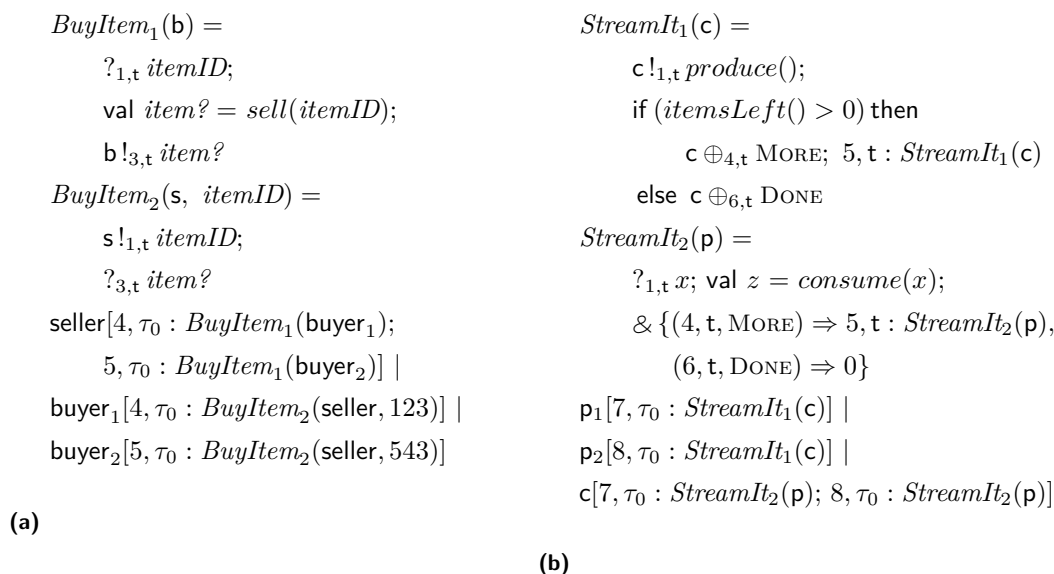 BuyItem₁(b) =
?₁,ₜ itemID;
val item? = sell(itemID);
b !₃,ₜ item?
BuyItem₂(s, itemID) =
s !₁,ₜ itemID;
?₃,ₜ item?
seller[4, τ₀ : BuyItem₁(buyer₁);
5, τ₀ : BuyItem₁(buyer₂)] |
buyer₁[4, τ₀ : BuyItem₂(seller, 123)] |
buyer₂[5, τ₀ : BuyItem₂(seller, 543)]
(a)
StreamIt₁(c) =
c !₁,ₜ produce();
if (itemsLeft() > 0) then
c ⊕₄,ₜ MORE; 5, t : StreamIt₁(c)
else c ⊕₆,ₜ DONE
StreamIt₂(p) =
?₁,ₜ x; val z = consume(x);
& {(4, t, MORE) ⇒ 5, t : StreamIt₂(p),
(6, t, DONE) ⇒ 0}
p₁[7, τ₀ : StreamIt₁(c)] |
p₂[8, τ₀ : StreamIt₁(c)] |
c[7, τ₀ : StreamIt₂(p); 8, τ₀ : StreamIt₂(p)]
(b)